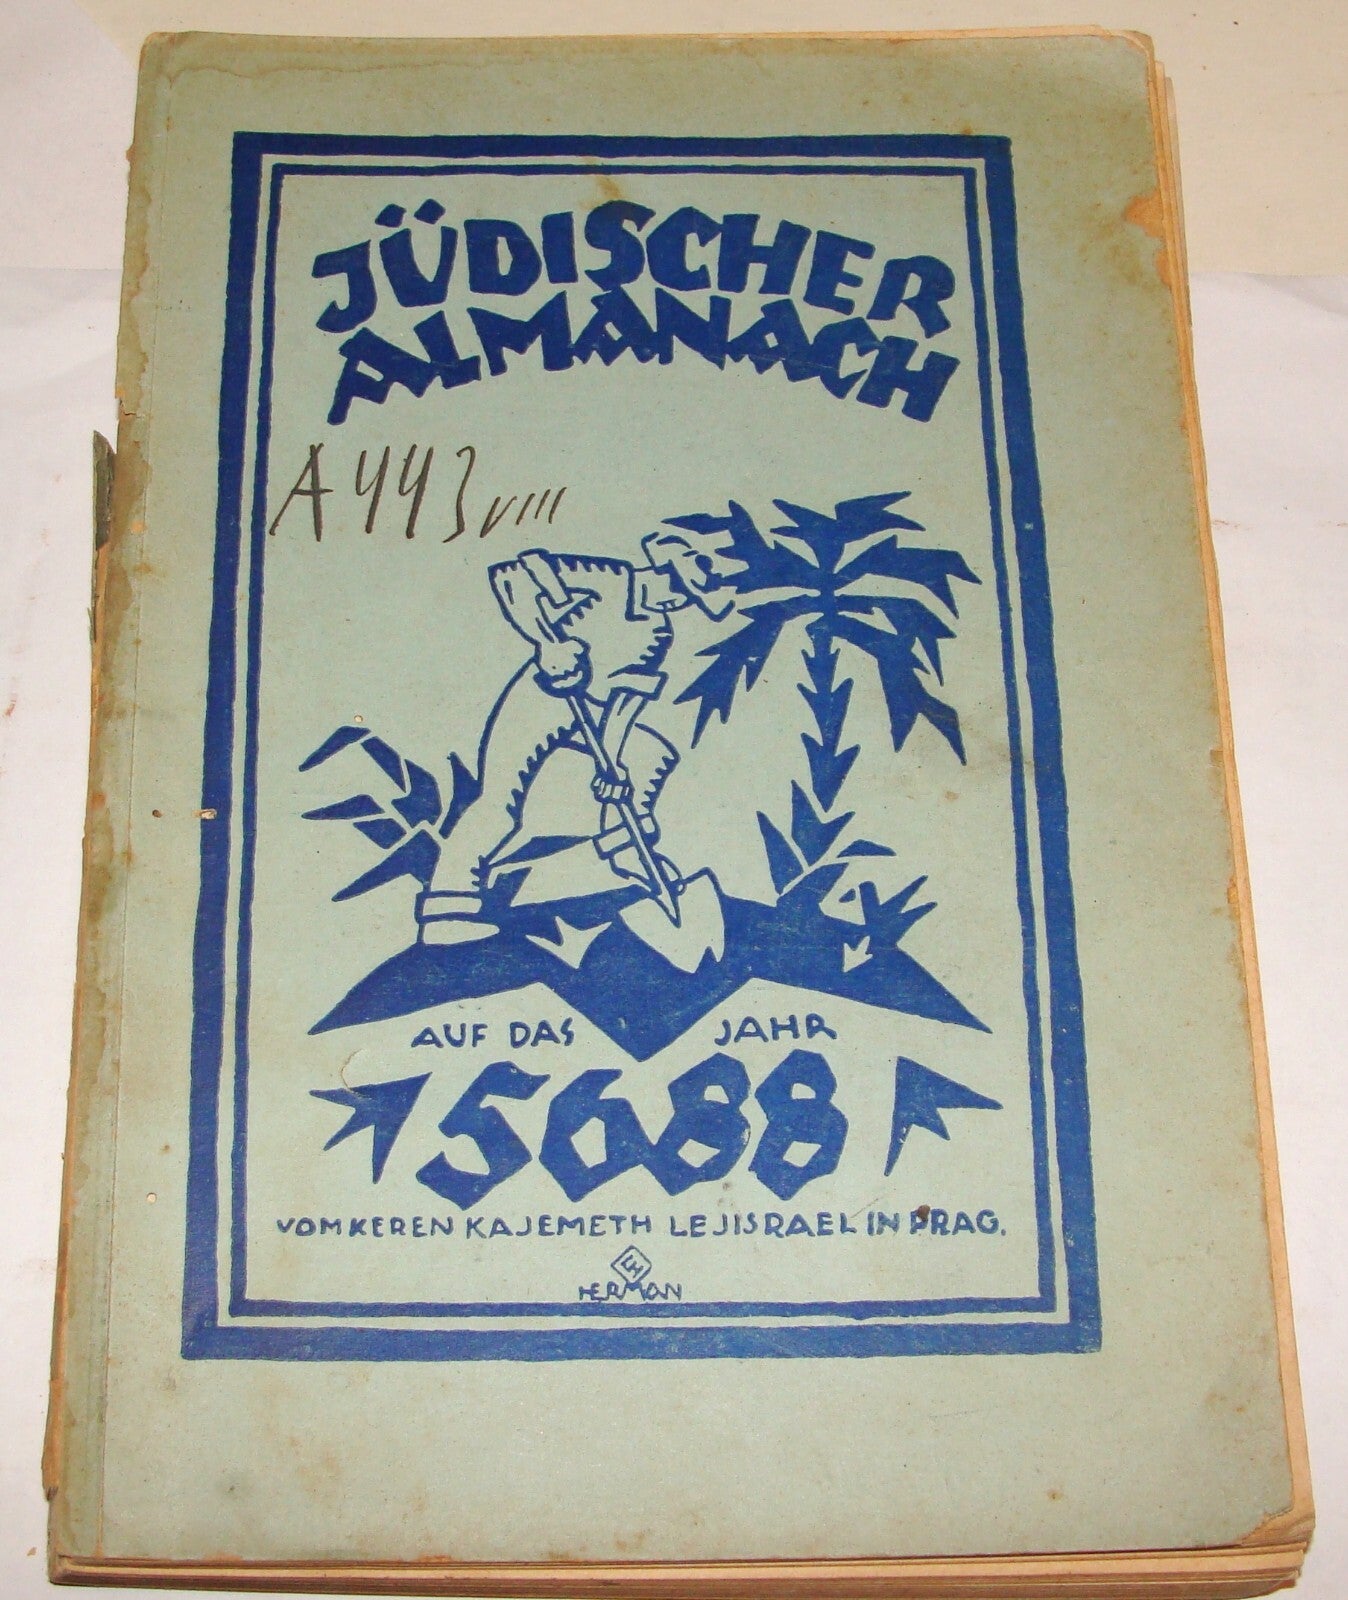 JÜDISCHER
ALMANACH
A 443 VIII
AUF DAS JAHR
5688
VOM KEREN KAJEMETH LEJISRAEL IN PRAG.
HERMAN